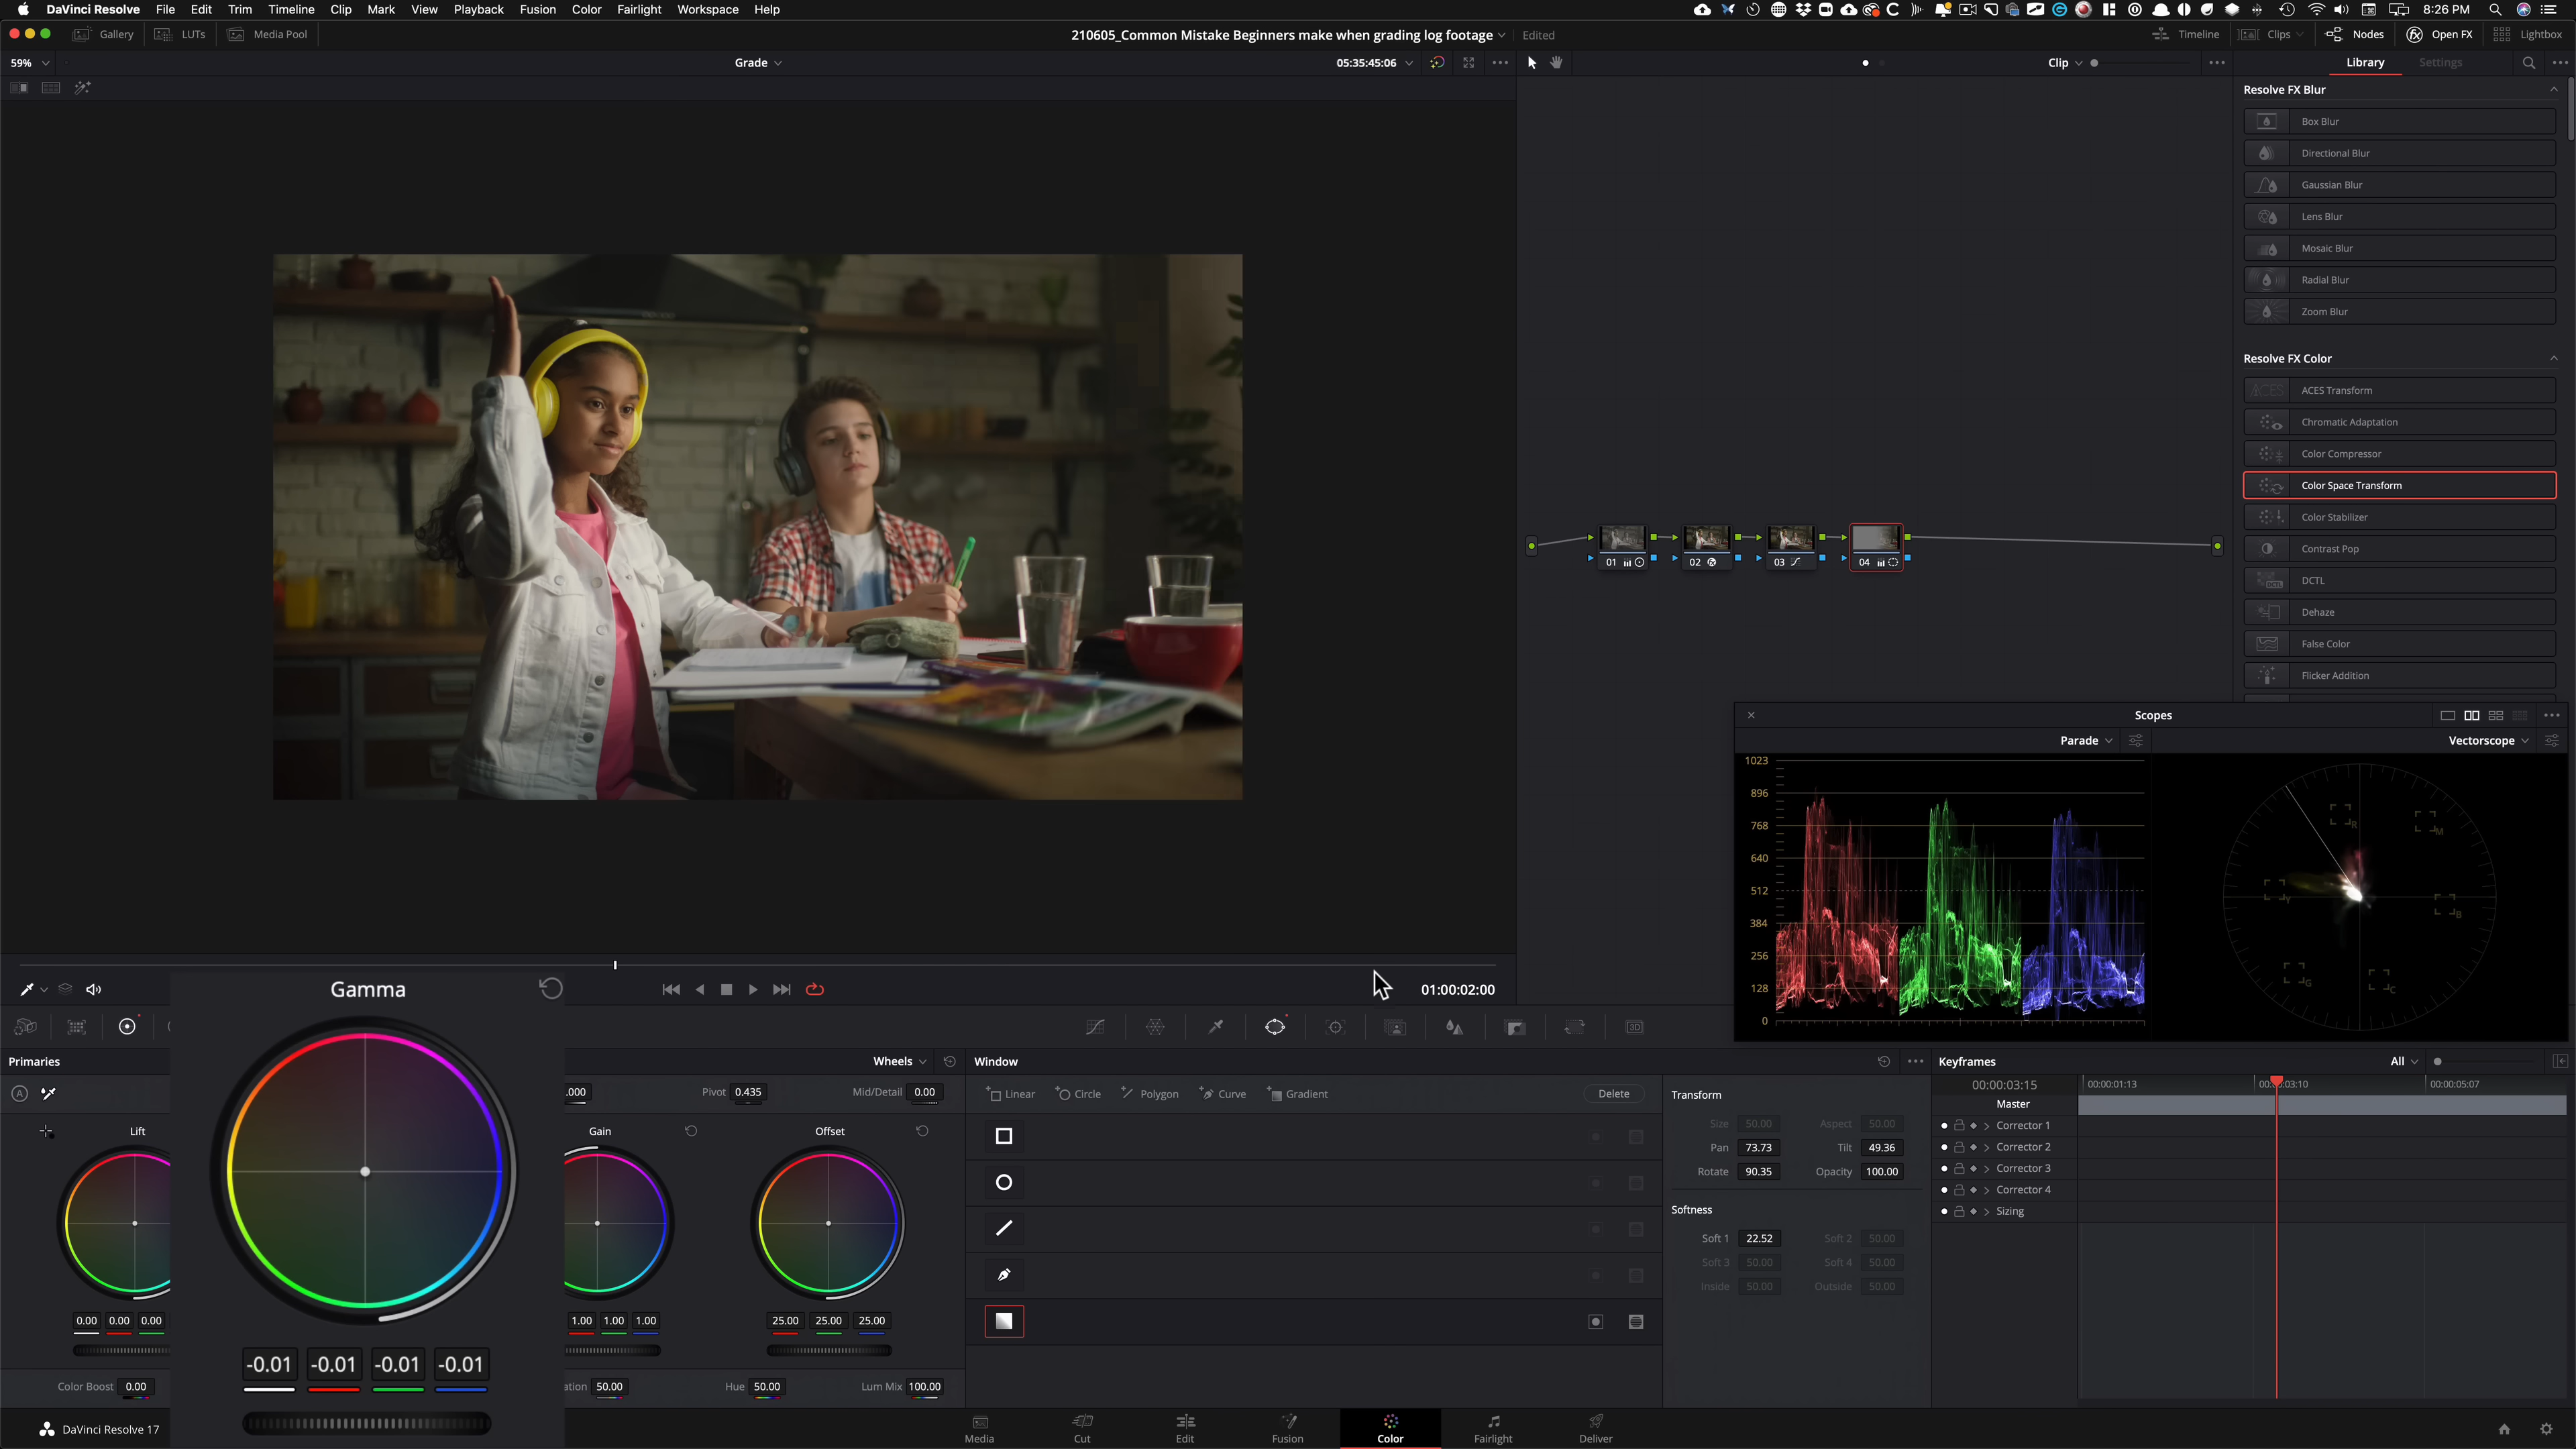 DaVinci Resolve File Edit Trim Timeline Clip Mark View Playback Fusion Color Fairlight Workspace Help 8:26 PM
Gallery LUTs Media Pool 210605_Common Mistake Beginners make when grading log footage Edited Timeline Clips Nodes Open FX Lightbox
59% Grade 05:35:45:06 Clip Library Settings
Resolve FX Blur
Box Blur
Directional Blur
Gaussian Blur
Lens Blur
Mosaic Blur
Radial Blur
Zoom Blur
Resolve FX Color
ACES Transform
Chromatic Adaptation
Color Compressor
Color Space Transform
Color Stabilizer
Contrast Pop
DCTL
Dehaze
False Color
Flicker Addition
01 02 03 04
Scopes
Parade Vectorscope
1023
896
768
640
512
384
256
128
0
R M Y B G C
Gamma 01:00:02:00
3D
Primaries Wheels Window Keyframes All
.000 Pivot 0.435 Mid/Detail 0.00
Linear Circle Polygon Curve Gradient Delete
Lift Gain Offset
0.00 0.00 0.00
1.00 1.00 1.00
25.00 25.00 25.00
-0.01 -0.01 -0.01 -0.01
Color Boost 0.00 ation 50.00 Hue 50.00 Lum Mix 100.00
Transform
Size 50.00 Aspect 50.00
Pan 73.73 Tilt 49.36
Rotate 90.35 Opacity 100.00
Softness
Soft 1 22.52 Soft 2 50.00
Soft 3 50.00 Soft 4 50.00
Inside 50.00 Outside 50.00
00:00:03:15 00:00:01:13 00: :03:10 00:00:05:07
Master
Corrector 1
Corrector 2
Corrector 3
Corrector 4
Sizing
DaVinci Resolve 17 Media Cut Edit Fusion Color Fairlight Deliver